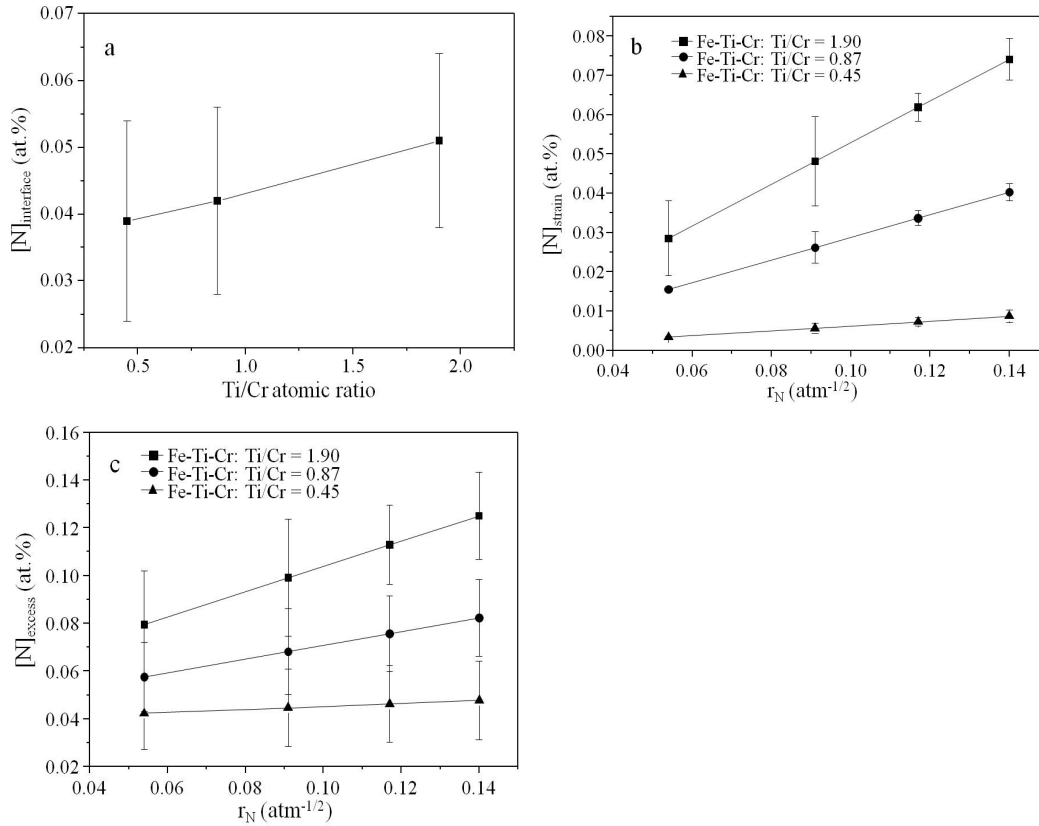 a
0.07
0.06
0.05
0.04
0.03
0.02
[N]interface (at.%)
0.5 1.0 1.5 2.0
Ti/Cr atomic ratio
b
Fe-Ti-Cr: Ti/Cr = 1.90
Fe-Ti-Cr: Ti/Cr = 0.87
Fe-Ti-Cr: Ti/Cr = 0.45
0.08
0.07
0.06
0.05
0.04
0.03
0.02
0.01
0.00
[N]strain (at.%)
0.04 0.06 0.08 0.10 0.12 0.14
rN (atm-1/2)
c
Fe-Ti-Cr: Ti/Cr = 1.90
Fe-Ti-Cr: Ti/Cr = 0.87
Fe-Ti-Cr: Ti/Cr = 0.45
0.16
0.14
0.12
0.10
0.08
0.06
0.04
0.02
[N]excess (at.%)
0.04 0.06 0.08 0.10 0.12 0.14
rN (atm-1/2)